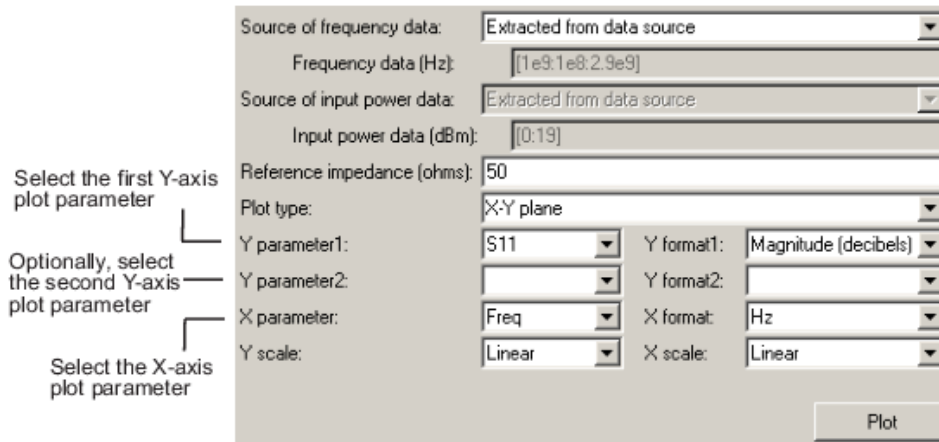 Source of frequency data: Extracted from data source
Frequency data (Hz): [1e9:1e8:2.9e9]
Source of input power data: Extracted from data source
Input power data (dBm): [0:19]
Reference impedance (ohms): 50
Plot type: X-Y plane
Y parameter1: S11 Y format1: Magnitude (decibels)
Y parameter2: Y format2:
X parameter: Freq X format: Hz
Y scale: Linear X scale: Linear
Plot
Select the first Y-axis
plot parameter
Optionally, select
the second Y-axis
plot parameter
Select the X-axis
plot parameter